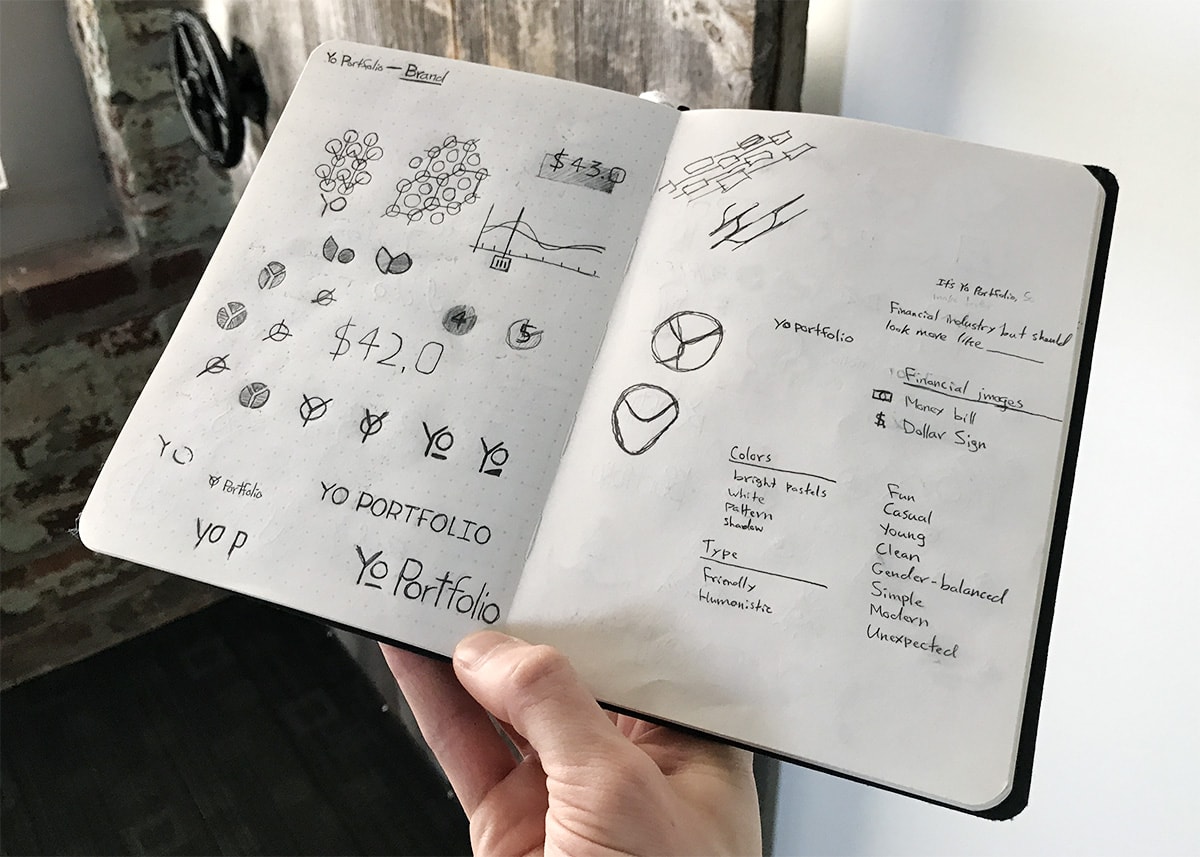 Yo Portfolio — Brand
YO
$43.0
4
5
$42.0
Yo
Yo
YO
Portfolio
YO PORTFOLIO
YO P
Yo Portfolio
It's Yo Portfolio,
Financial industry but should
look more like ______
yo portfolio
Financial images
Money bill
$ Dollar Sign
Colors
bright pastels
white
pattern
shadow
Type
Friendly
Humonistic
Fun
Casual
Young
Clean
Gender-balanced
Simple
Modern
Unexpected